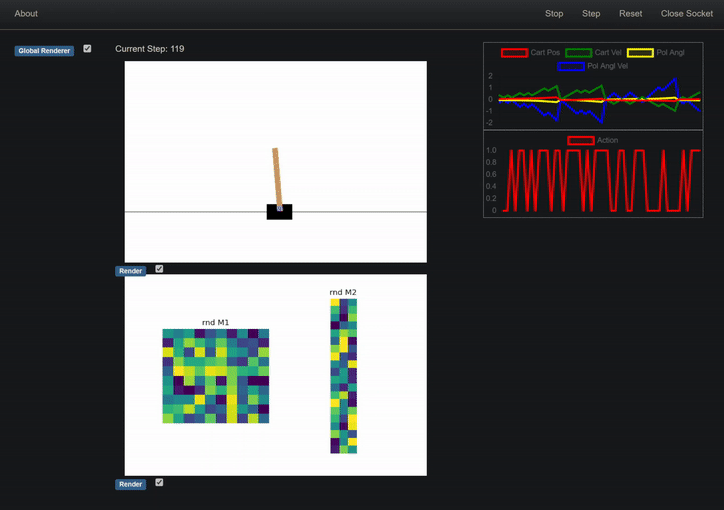 About
Stop Step Reset Close Socket
Global Renderer
Current Step: 119
Render
rnd M1
rnd M2
Render
Cart Pos Cart Vel Pol Angl
Pol Angl Vel
2
1
0
-1
-2
Action
1.0
0.8
0.6
0.4
0.2
0